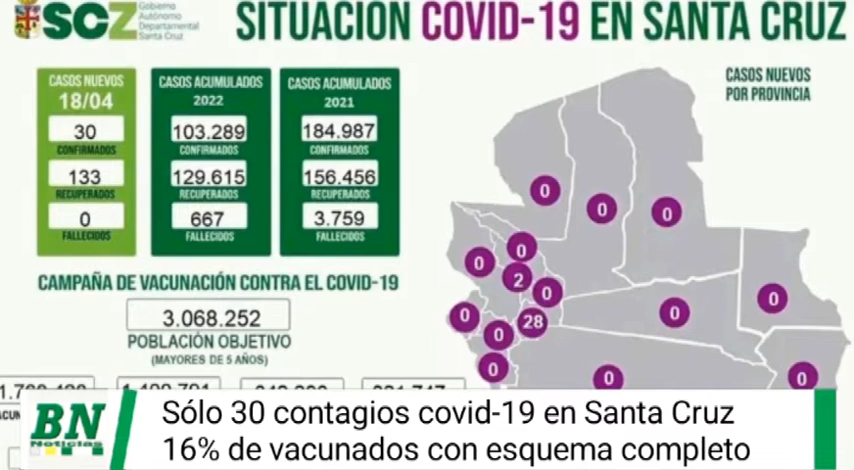 SCZ
Gobierno
Autónomo
Departamental
Santa Cruz
SITUACIÓN COVID-19 EN SANTA CRUZ
CASOS NUEVOS
18/04
30
CONFIRMADOS
133
RECUPERADOS
0
FALLECIDOS
CASOS ACUMULADOS
2022
103.289
CONFIRMADOS
129.615
RECUPERADOS
667
FALLECIDOS
CASOS ACUMULADOS
2021
184.987
CONFIRMADOS
156.456
RECUPERADOS
3.759
FALLECIDOS
CASOS NUEVOS
POR PROVINCIA
0
0
0
0
0
2
0
0
0
0
28
0
0
0
0
CAMPAÑA DE VACUNACIÓN CONTRA EL COVID-19
3.068.252
POBLACIÓN OBJETIVO
(MAYORES DE 5 AÑOS)
BN
Noticias
Sólo 30 contagios covid-19 en Santa Cruz
16% de vacunados con esquema completo